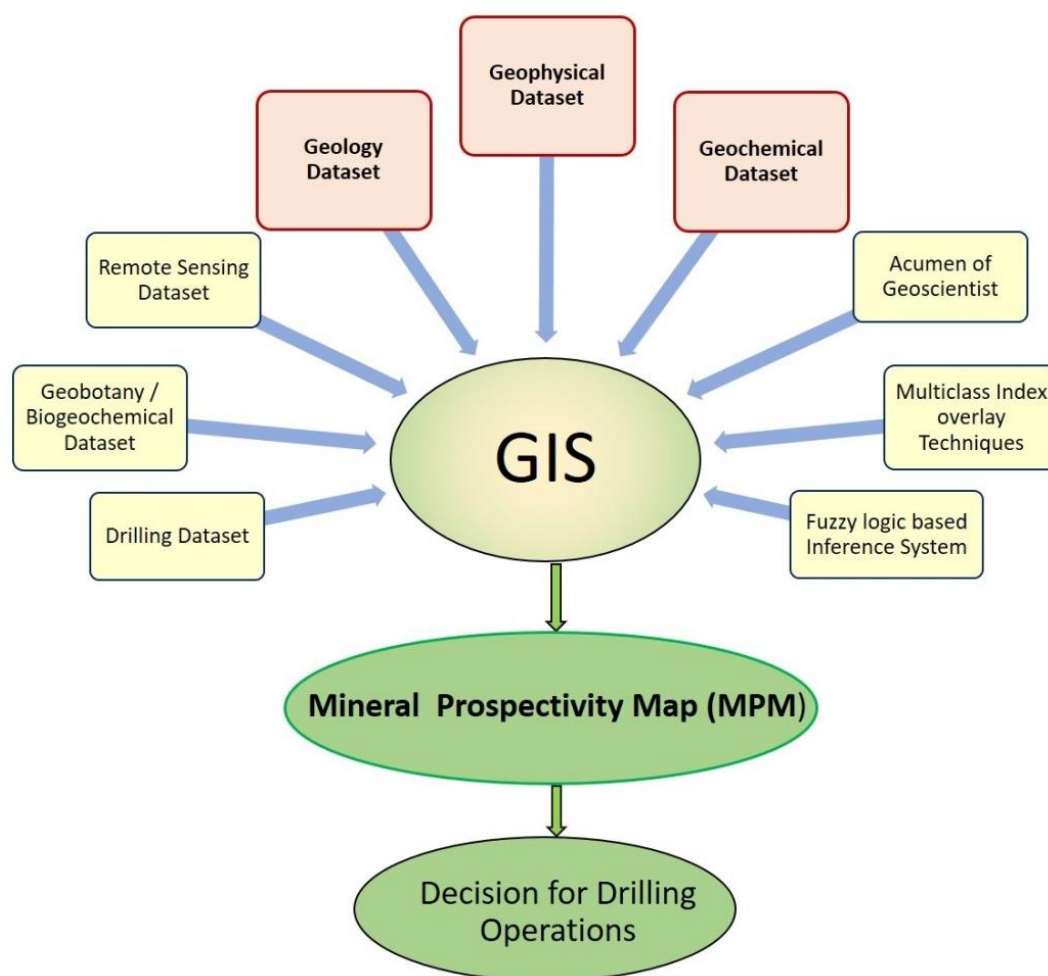 Geophysical
Dataset
Geology
Dataset
Geochemical
Dataset
Remote Sensing
Dataset
Acumen of
Geoscientist
Geobotany /
Biogeochemical
Dataset
Multiclass Index
overlay
Techniques
Drilling Dataset
Fuzzy logic based
Inference System
GIS
Mineral Prospectivity Map (MPM)
Decision for Drilling
Operations